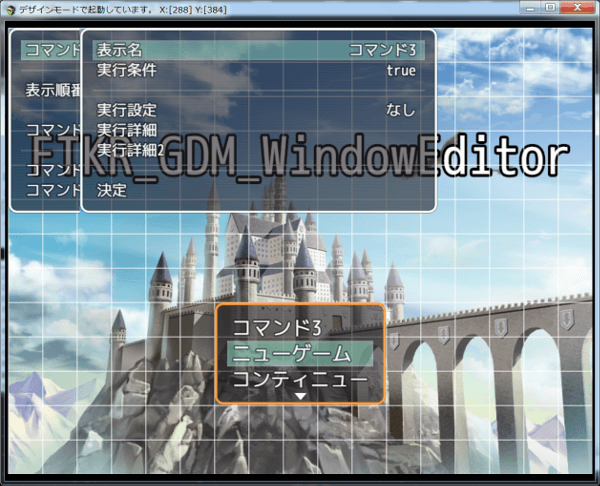 デザインモードで起動しています。 X:[288] Y:[384]
コマンド
表示順番
コマンド
コマンド
コマンド
表示名 コマンド3
実行条件 true
実行設定 なし
実行詳細
実行詳細2
決定
FTKR_GDM_WindowEditor
コマンド3
ニューゲーム
コンティニュー